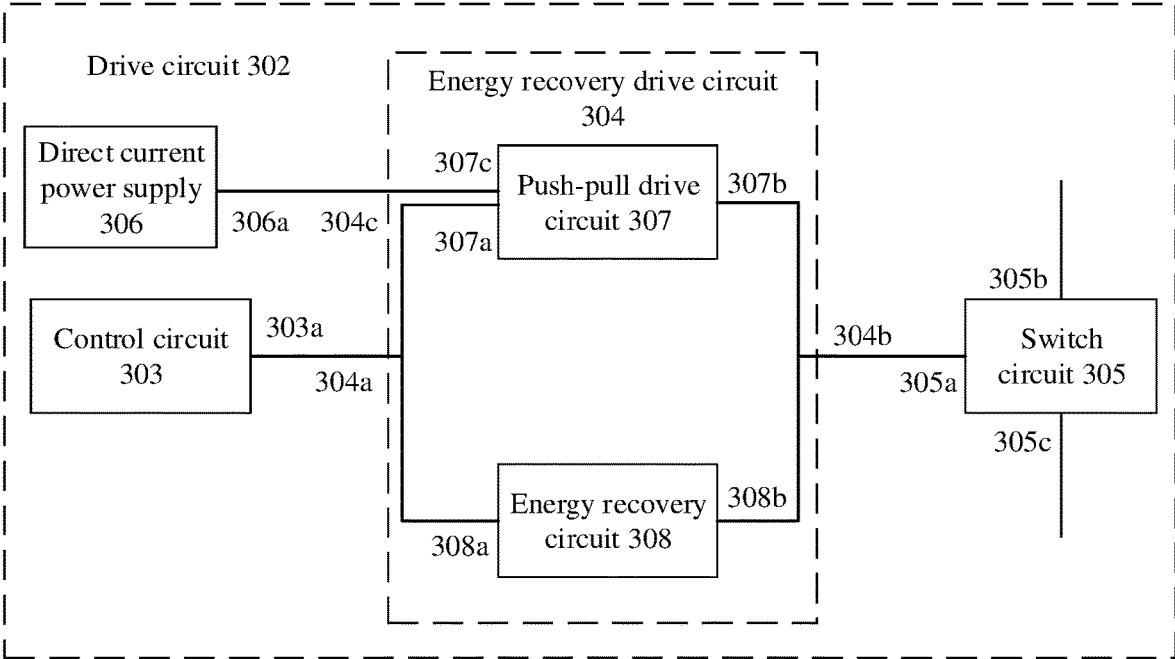 Drive circuit 302
Energy recovery drive circuit
304
Direct current
power supply
306
306a
304c
307c
307a
Push-pull drive
circuit 307
307b
Control circuit
303
303a
304a
304b
305a
305b
Switch
circuit 305
305c
308a
Energy recovery
circuit 308
308b